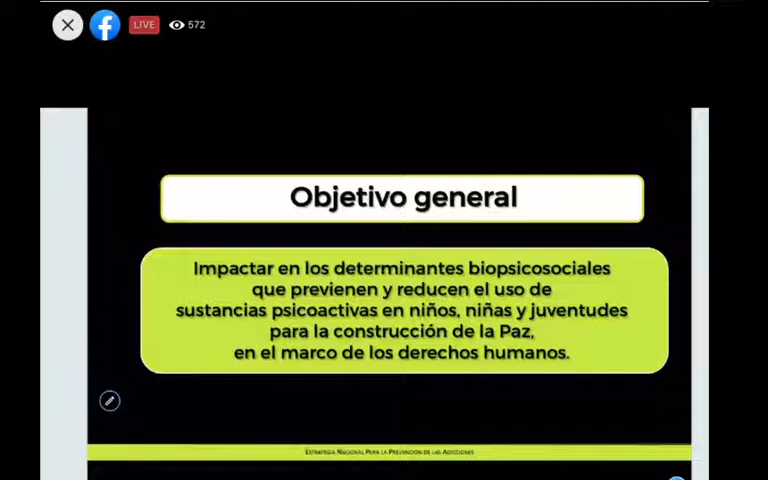 LIVE 572
Objetivo general
Impactar en los determinantes biopsicosociales
que previenen y reducen el uso de
sustancias psicoactivas en niños, niñas y juventudes
para la construcción de la Paz,
en el marco de los derechos humanos.
Estrategia Nacional Para la Prevención de las Adicciones